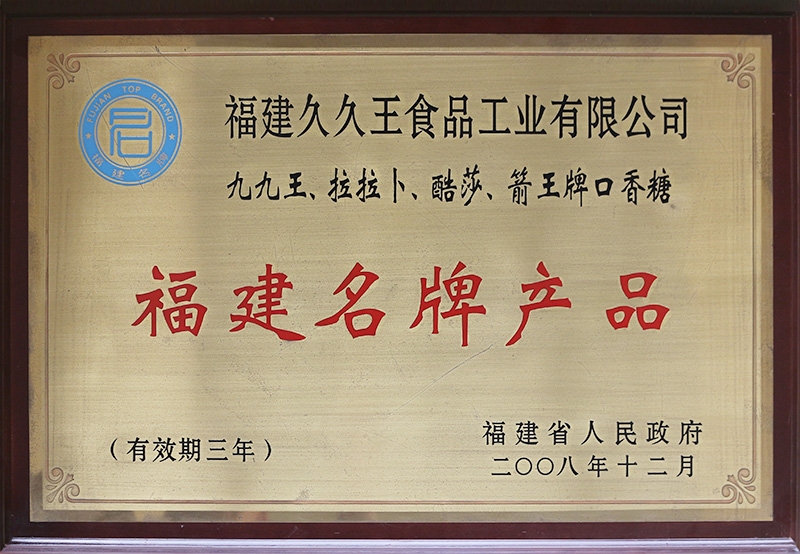 FUJIAN TOP BRAND
福建名牌
福建久久王食品工业有限公司
九九王、拉拉卜、酷莎、箭王牌口香糖
福建名牌产品
（有效期三年）
福建省人民政府
二〇〇八年十二月